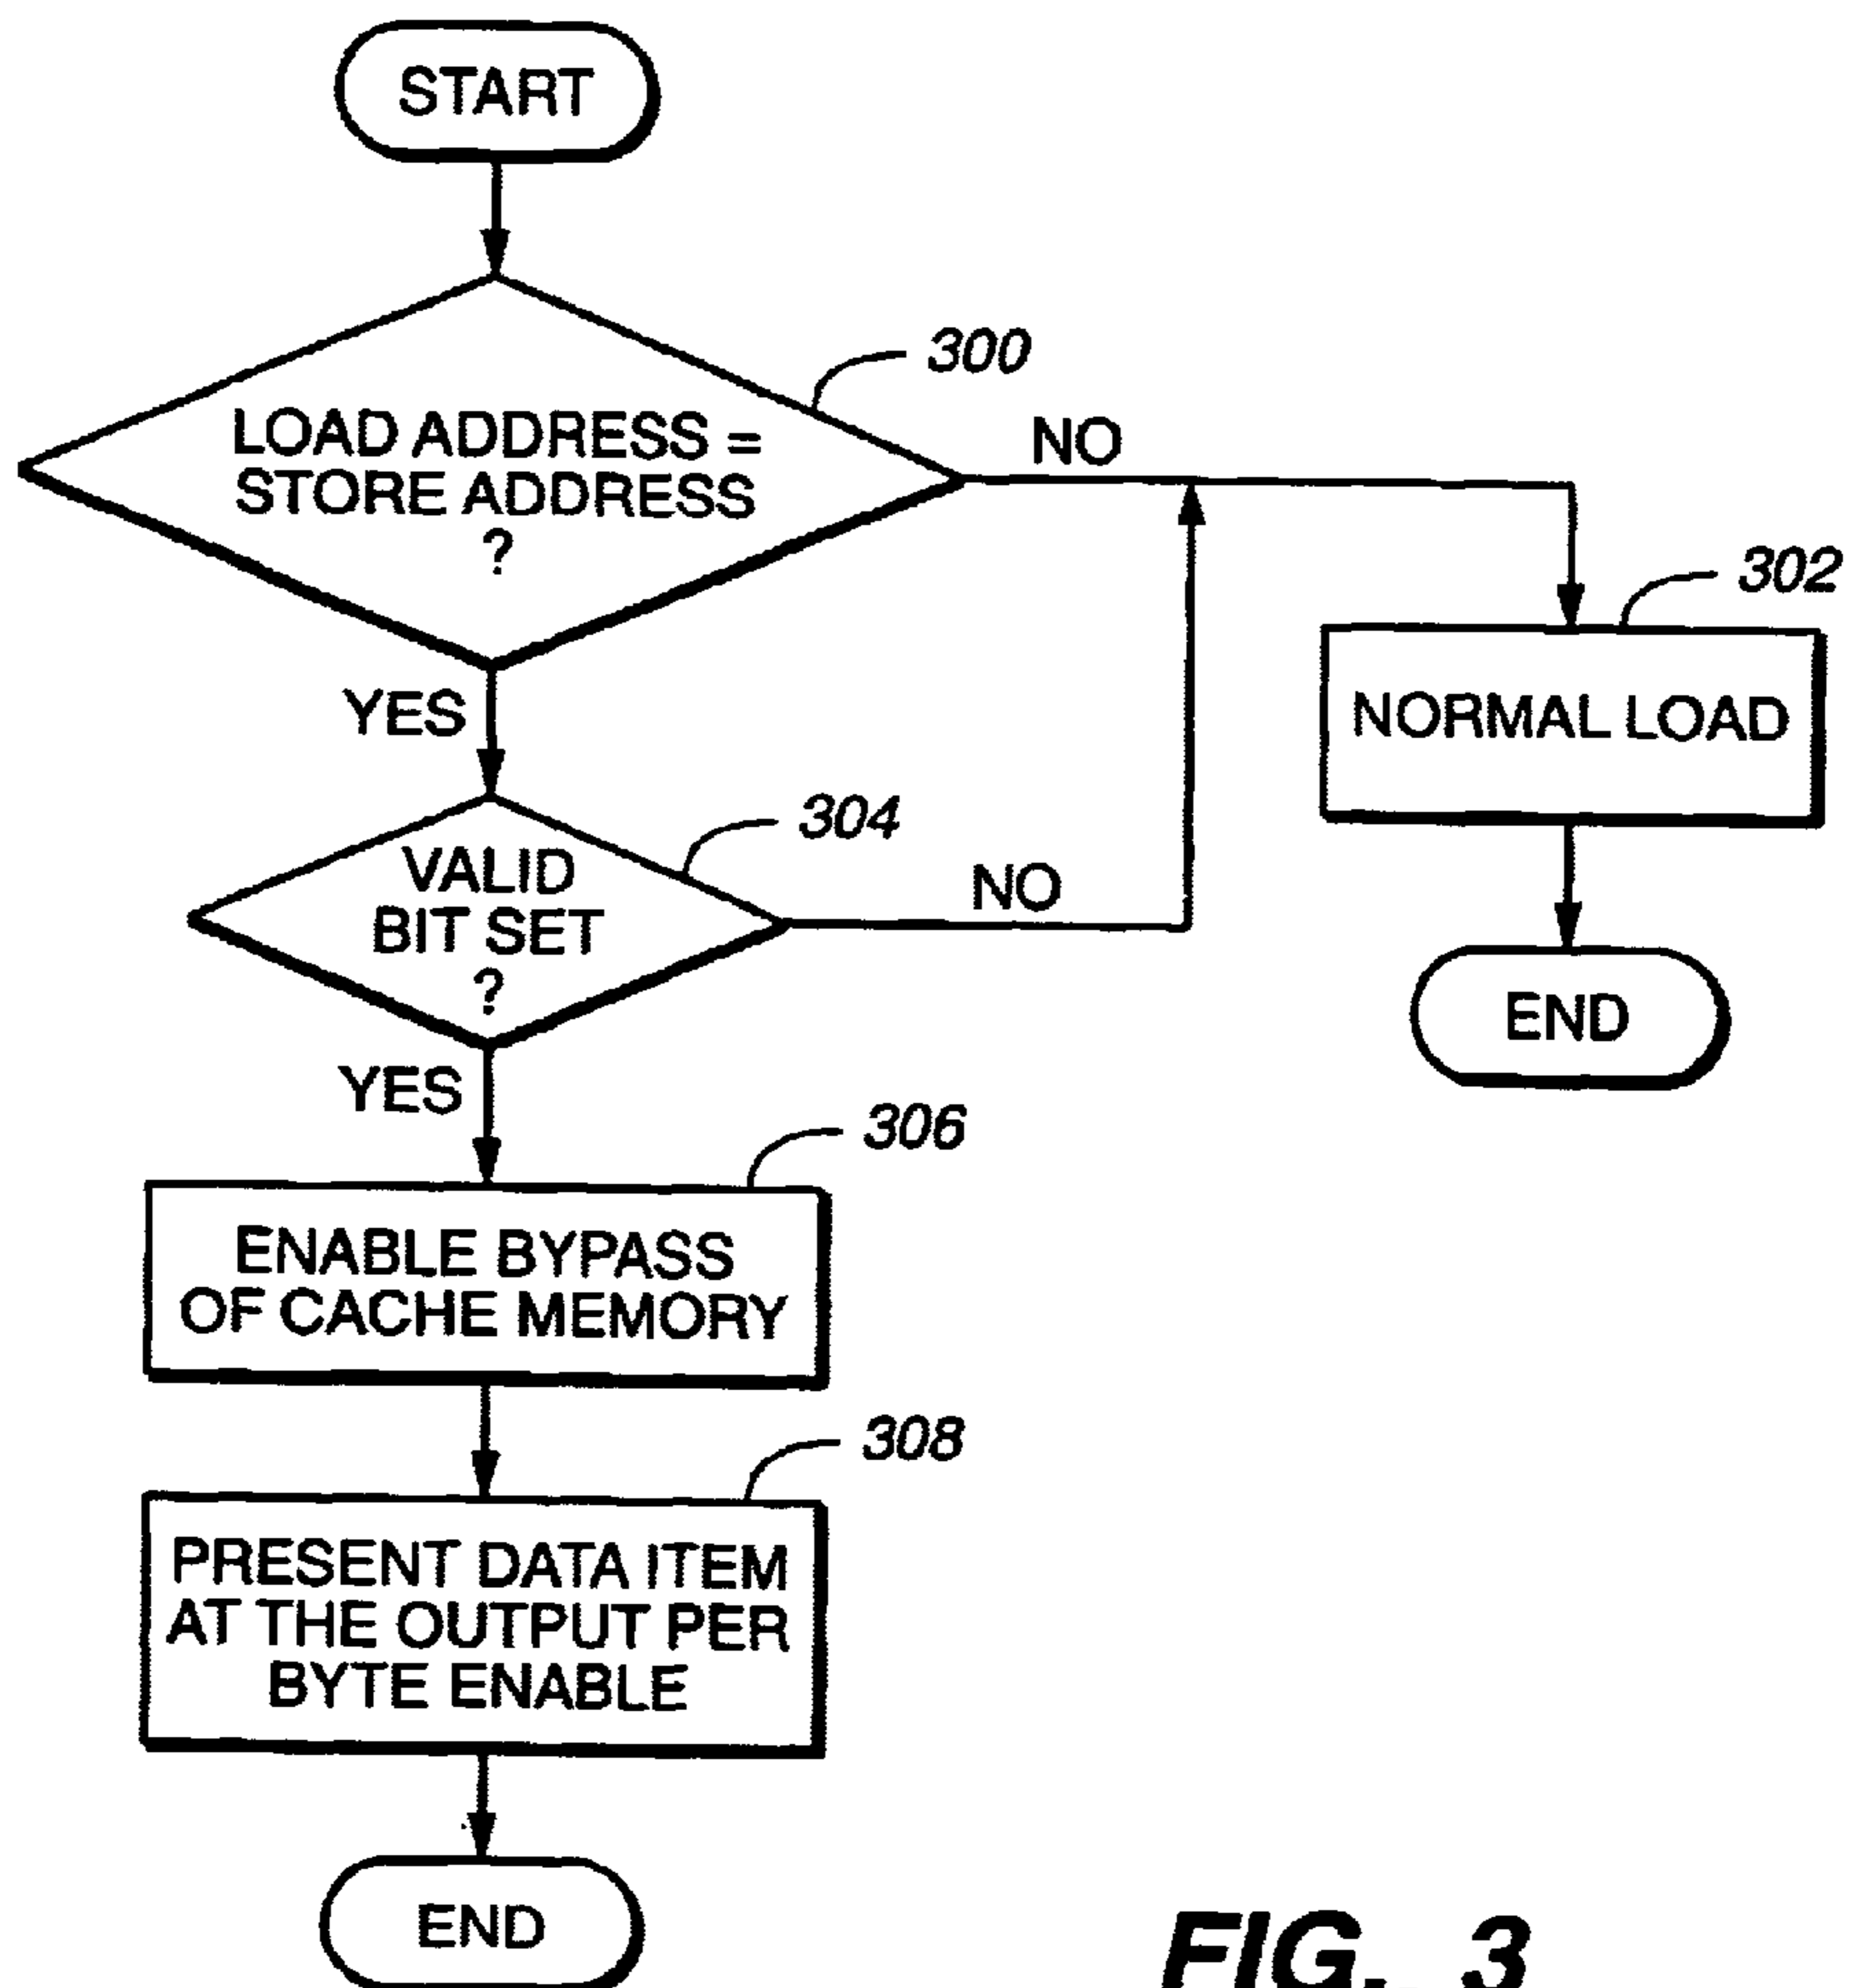 START
300
LOAD ADDRESS =
STORE ADDRESS
?
NO
302
NORMAL LOAD
END
YES
304
VALID
BIT SET
?
NO
YES
306
ENABLE BYPASS
OF CACHE MEMORY
308
PRESENT DATA ITEM
AT THE OUTPUT PER
BYTE ENABLE
END
FIG. 3